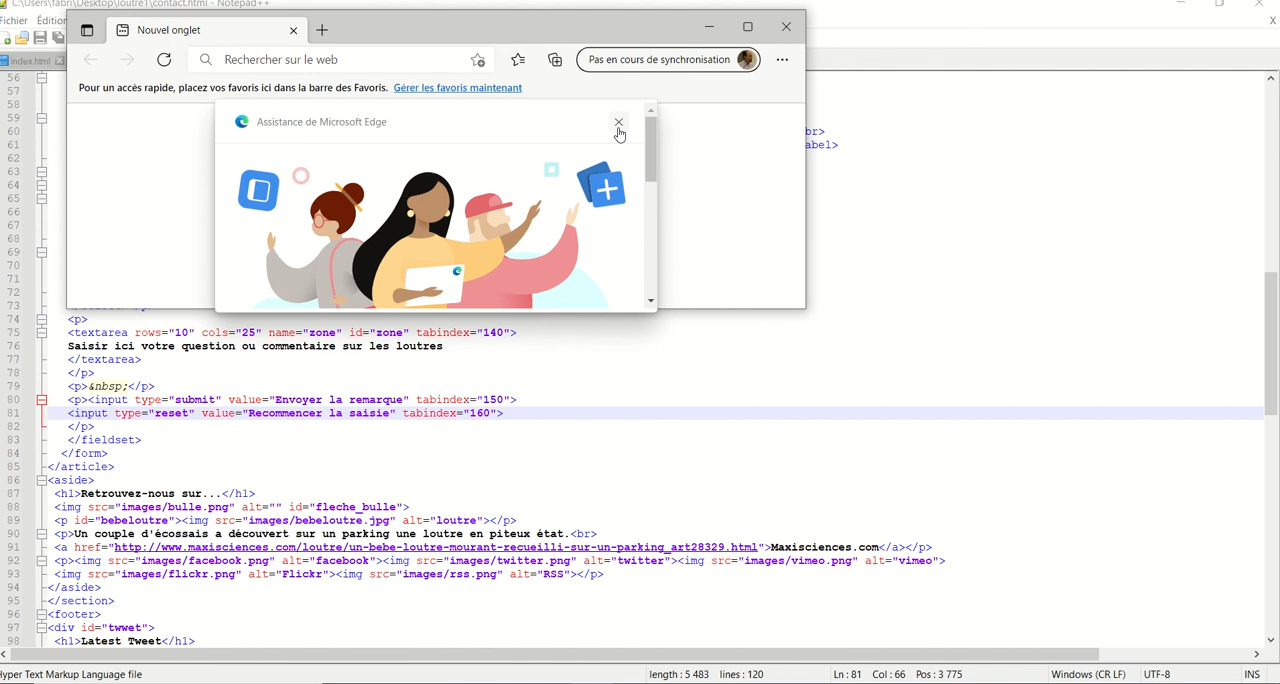 C:\Users\fabri\Desktop\loutre1\contact.html - Notepad++
Fichier Édition
index.html
Nouvel onglet
Rechercher sur le web
Pas en cours de synchronisation
Pour un accès rapide, placez vos favoris ici dans la barre des Favoris. Gérer les favoris maintenant
Assistance de Microsoft Edge
56
57
58
59
60 br>
61 abel>
62
63
64
65
66
67
68
69
70
71
72
73
74 <p>
75 <textarea rows="10" cols="25" name="zone" id="zone" tabindex="140">
76 Saisir ici votre question ou commentaire sur les loutres
77 </textarea>
78 </p>
79 <p>&nbsp;</p>
80 <p><input type="submit" value="Envoyer la remarque" tabindex="150">
81 <input type="reset" value="Recommencer la saisie" tabindex="160">
82 </p>
83 </fieldset>
84 </form>
85 </article>
86 <aside>
87 <h1>Retrouvez-nous sur...</h1>
88 <img src="images/bulle.png" alt="" id="fleche_bulle">
89 <p id="bebeloutre"><img src="images/bebeloutre.jpg" alt="loutre"></p>
90 <p>Un couple d'écossais a découvert sur un parking une loutre en piteux état.<br>
91 <a href="http://www.maxisciences.com/loutre/un-bebe-loutre-mourant-recueilli-sur-un-parking_art28329.html">Maxisciences.com</a></p>
92 <p><img src="images/facebook.png" alt="facebook"><img src="images/twitter.png" alt="twitter"><img src="images/vimeo.png" alt="vimeo">
93 <img src="images/flickr.png" alt="Flickr"><img src="images/rss.png" alt="RSS"></p>
94 </aside>
95 </section>
96 <footer>
97 <div id="twwet">
98 <h1>Latest Tweet</h1>
Hyper Text Markup Language file length : 5 483 lines : 120 Ln : 81 Col : 66 Pos : 3 775 Windows (CR LF) UTF-8 INS